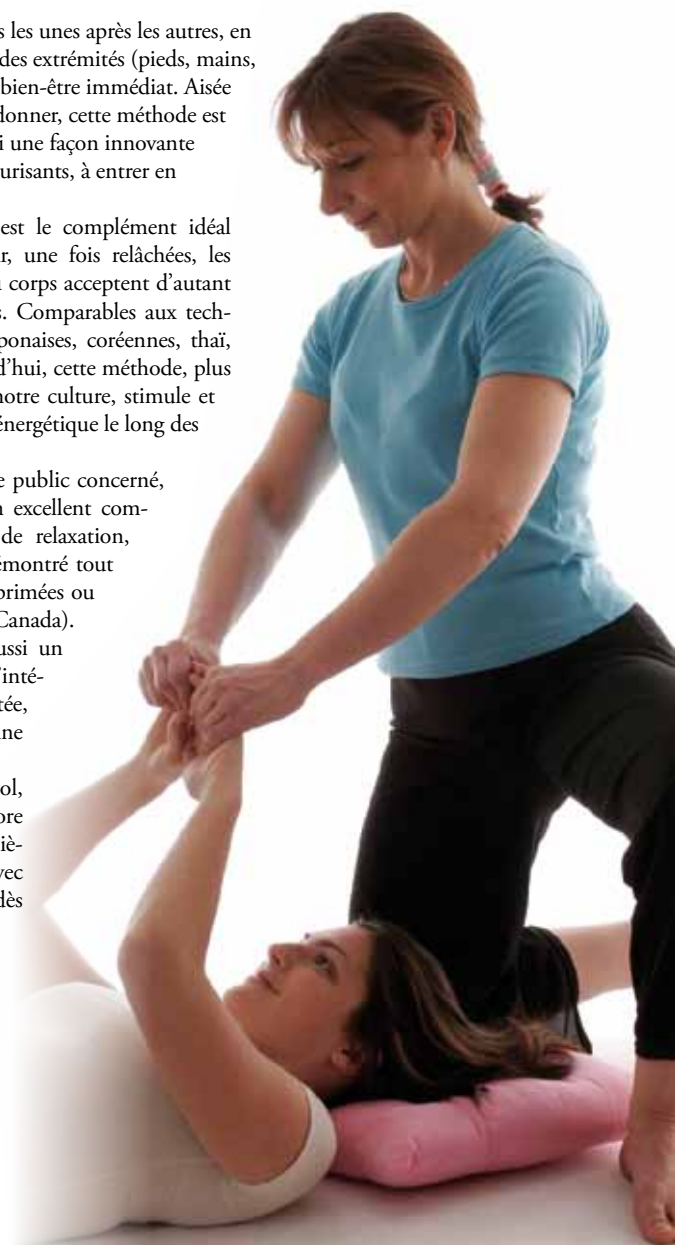 s les unes après les autres, en
des extrémités (pieds, mains,
bien-être immédiat. Aisée
donner, cette méthode est
i une façon innovante
urisants, à entrer en
est le complément idéal
r, une fois relâchées, les
u corps acceptent d'autant
s. Comparables aux tech-
ponaises, coréennes, thaï,
d'hui, cette méthode, plus
notre culture, stimule et
énergétique le long des
e public concerné,
n excellent com-
de relaxation,
émontré tout
primées ou
Canada).
ussi un
'inté-
tée,
ne
ol,
ore
iè-
vec
dès